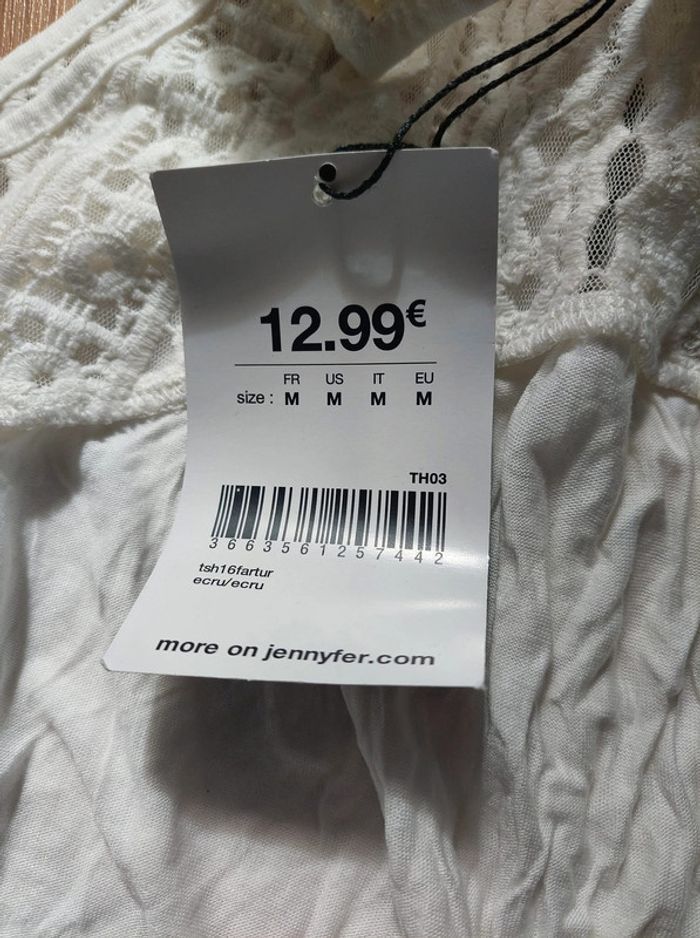 12.99€
FR US IT EU
size : M M M M
TH03
3663561257442
tsh16fartur
ecru/ecru
more on jennyfer.com